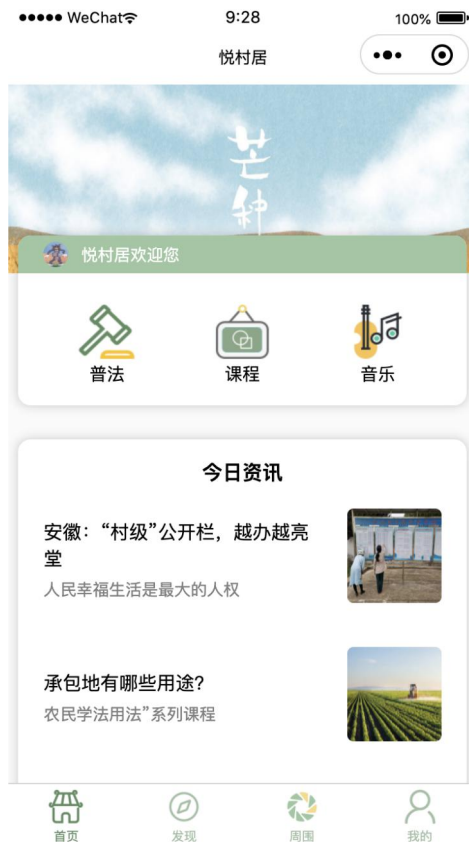 WeChat 9:28 100%
悦村居
芒种
悦村居欢迎您
普法 课程 音乐
今日资讯
安徽：“村级”公开栏，越办越亮
堂
人民幸福生活是最大的人权
承包地有哪些用途?
农民学法用法”系列课程
首页 发现 周围 我的